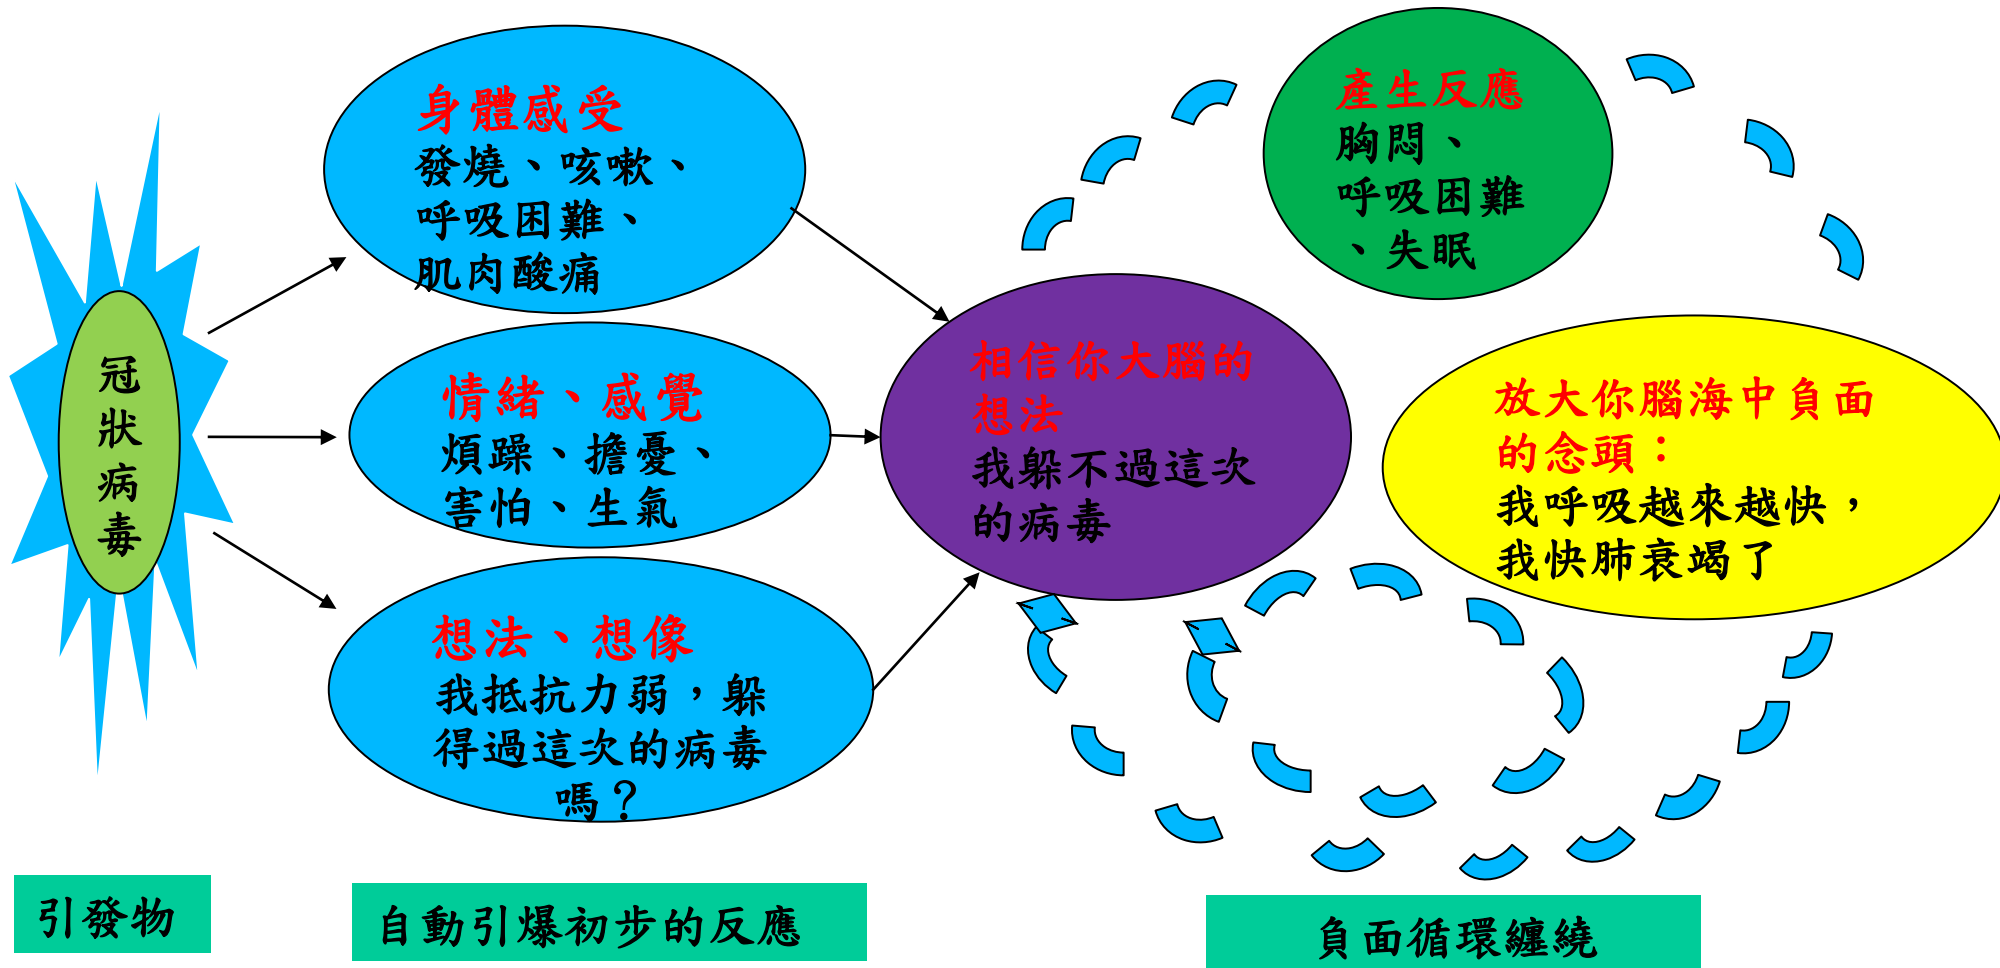 冠
狀
病
毒
身體感受
發燒、咳嗽、
呼吸困難、
肌肉酸痛
情緒、感覺
煩躁、擔憂、
害怕、生氣
想法、想像
我抵抗力弱，躲
得過這次的病毒
嗎？
相信你大腦的
想法
我躲不過這次
的病毒
產生反應
胸悶、
呼吸困難
、失眠
放大你腦海中負面
的念頭：
我呼吸越來越快，
我快肺衰竭了
引發物
自動引爆初步的反應
負面循環纏繞